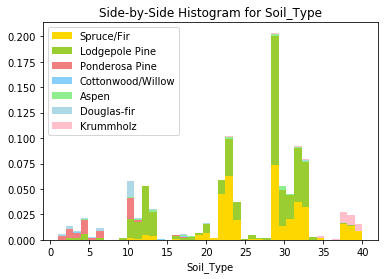 Side-by-Side Histogram for Soil_Type
Spruce/Fir
Lodgepole Pine
Ponderosa Pine
Cottonwood/Willow
Aspen
Douglas-fir
Krummholz
0.200
0.175
0.150
0.125
0.100
0.075
0.050
0.025
0.000
0 5 10 15 20 25 30 35 40
Soil_Type